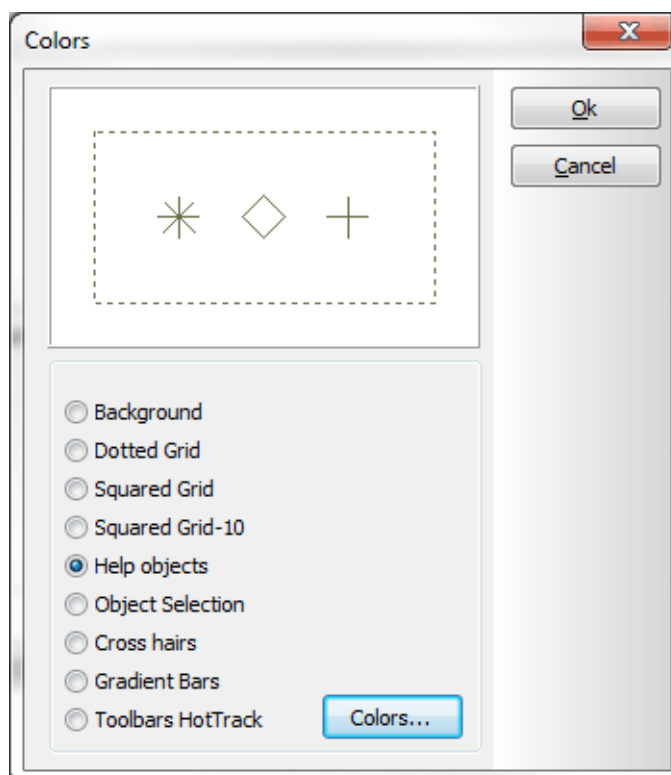 Colors
Ok
Cancel
Background
Dotted Grid
Squared Grid
Squared Grid-10
Help objects
Object Selection
Cross hairs
Gradient Bars
Toolbars HotTrack
Colors...